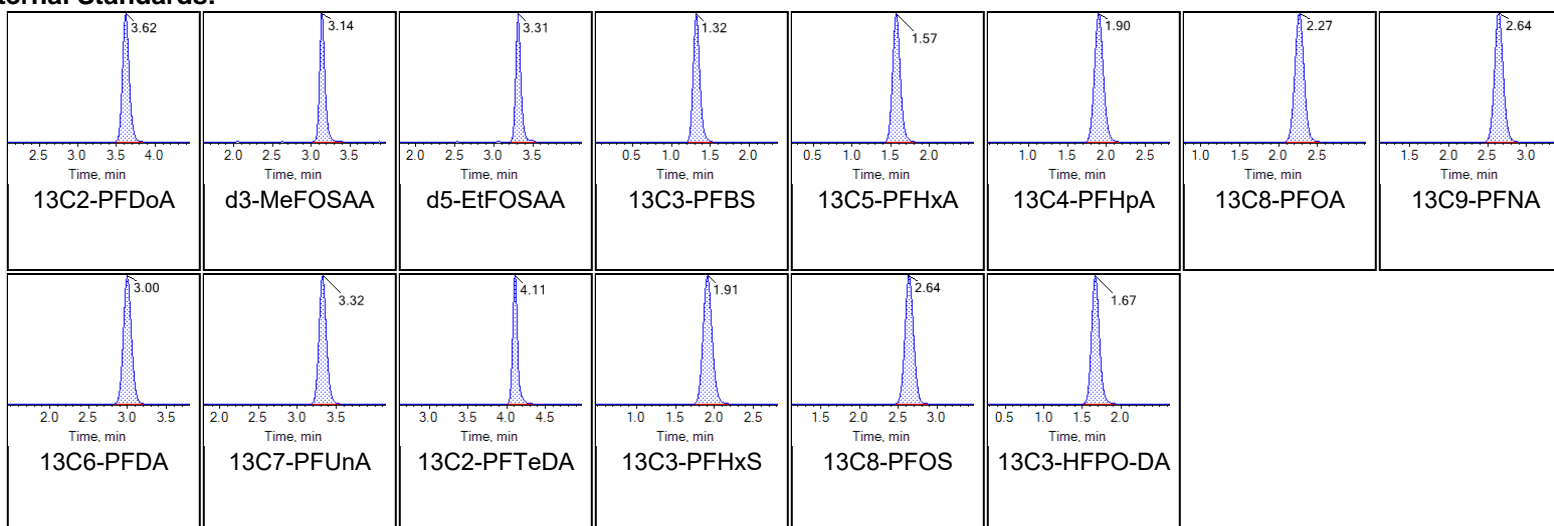 ternal Standards:
3.62 3.14 3.31 1.32 1.57 1.90 2.27 2.64
2.5 3.0 3.5 4.0 2.0 2.5 3.0 3.5 2.0 2.5 3.0 3.5 0.5 1.0 1.5 2.0 0.5 1.0 1.5 2.0 1.0 1.5 2.0 2.5 1.0 1.5 2.0 2.5 1.5 2.0 2.5 3.0
Time, min Time, min Time, min Time, min Time, min Time, min Time, min Time, min
13C2-PFDoA d3-MeFOSAA d5-EtFOSAA 13C3-PFBS 13C5-PFHxA 13C4-PFHpA 13C8-PFOA 13C9-PFNA
3.00 3.32 4.11 1.91 2.64 1.67
2.0 2.5 3.0 3.5 2.0 2.5 3.0 3.5 3.0 3.5 4.0 4.5 1.0 1.5 2.0 2.5 1.5 2.0 2.5 3.0 0.5 1.0 1.5 2.0
Time, min Time, min Time, min Time, min Time, min Time, min
13C6-PFDA 13C7-PFUnA 13C2-PFTeDA 13C3-PFHxS 13C8-PFOS 13C3-HFPO-DA